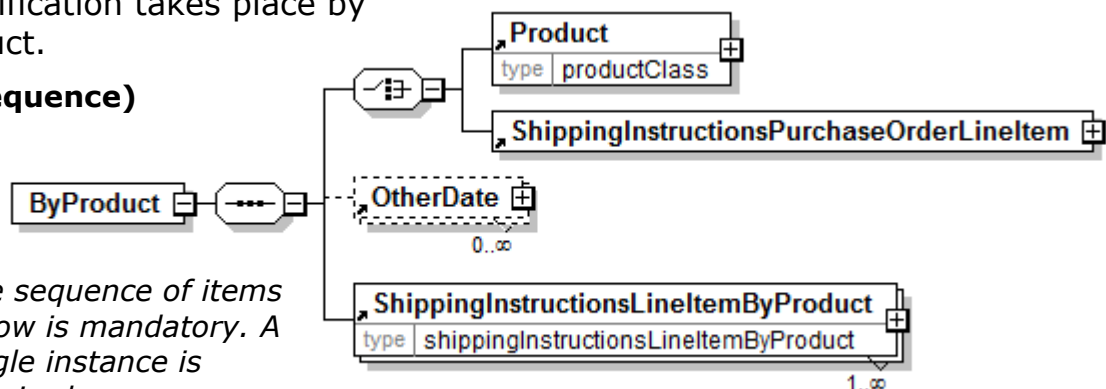 ification takes place by
uct.
equence)
Product
type productClass
ShippingInstructionsPurchaseOrderLineItem
ByProduct
OtherDate
0..∞
e sequence of items
ow is mandatory. A
gle instance is
ShippingInstructionsLineItemByProduct
type shippingInstructionsLineItemByProduct
1..∞